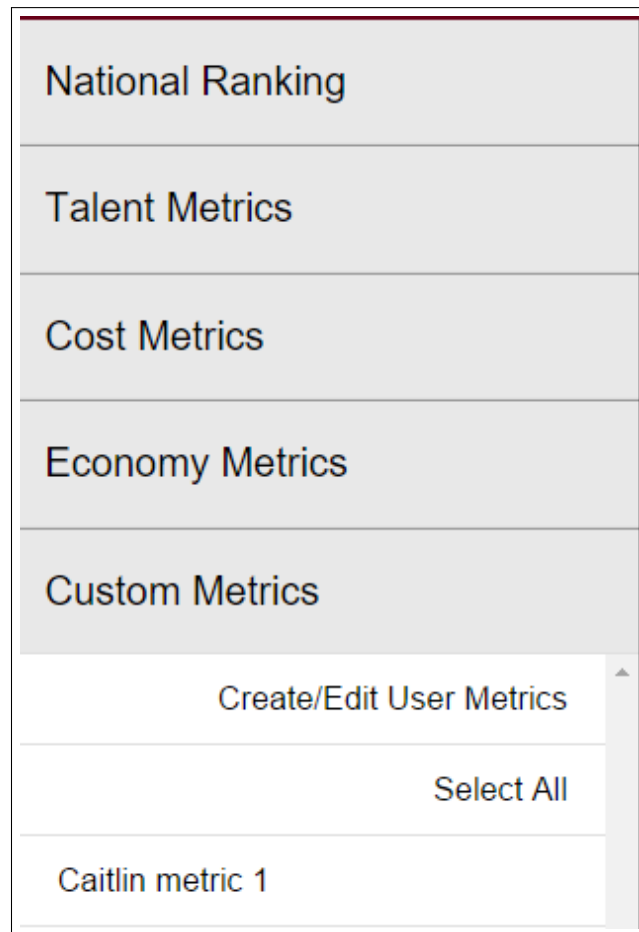 National Ranking
Talent Metrics
Cost Metrics
Economy Metrics
Custom Metrics
Create/Edit User Metrics
Select All
Caitlin metric 1